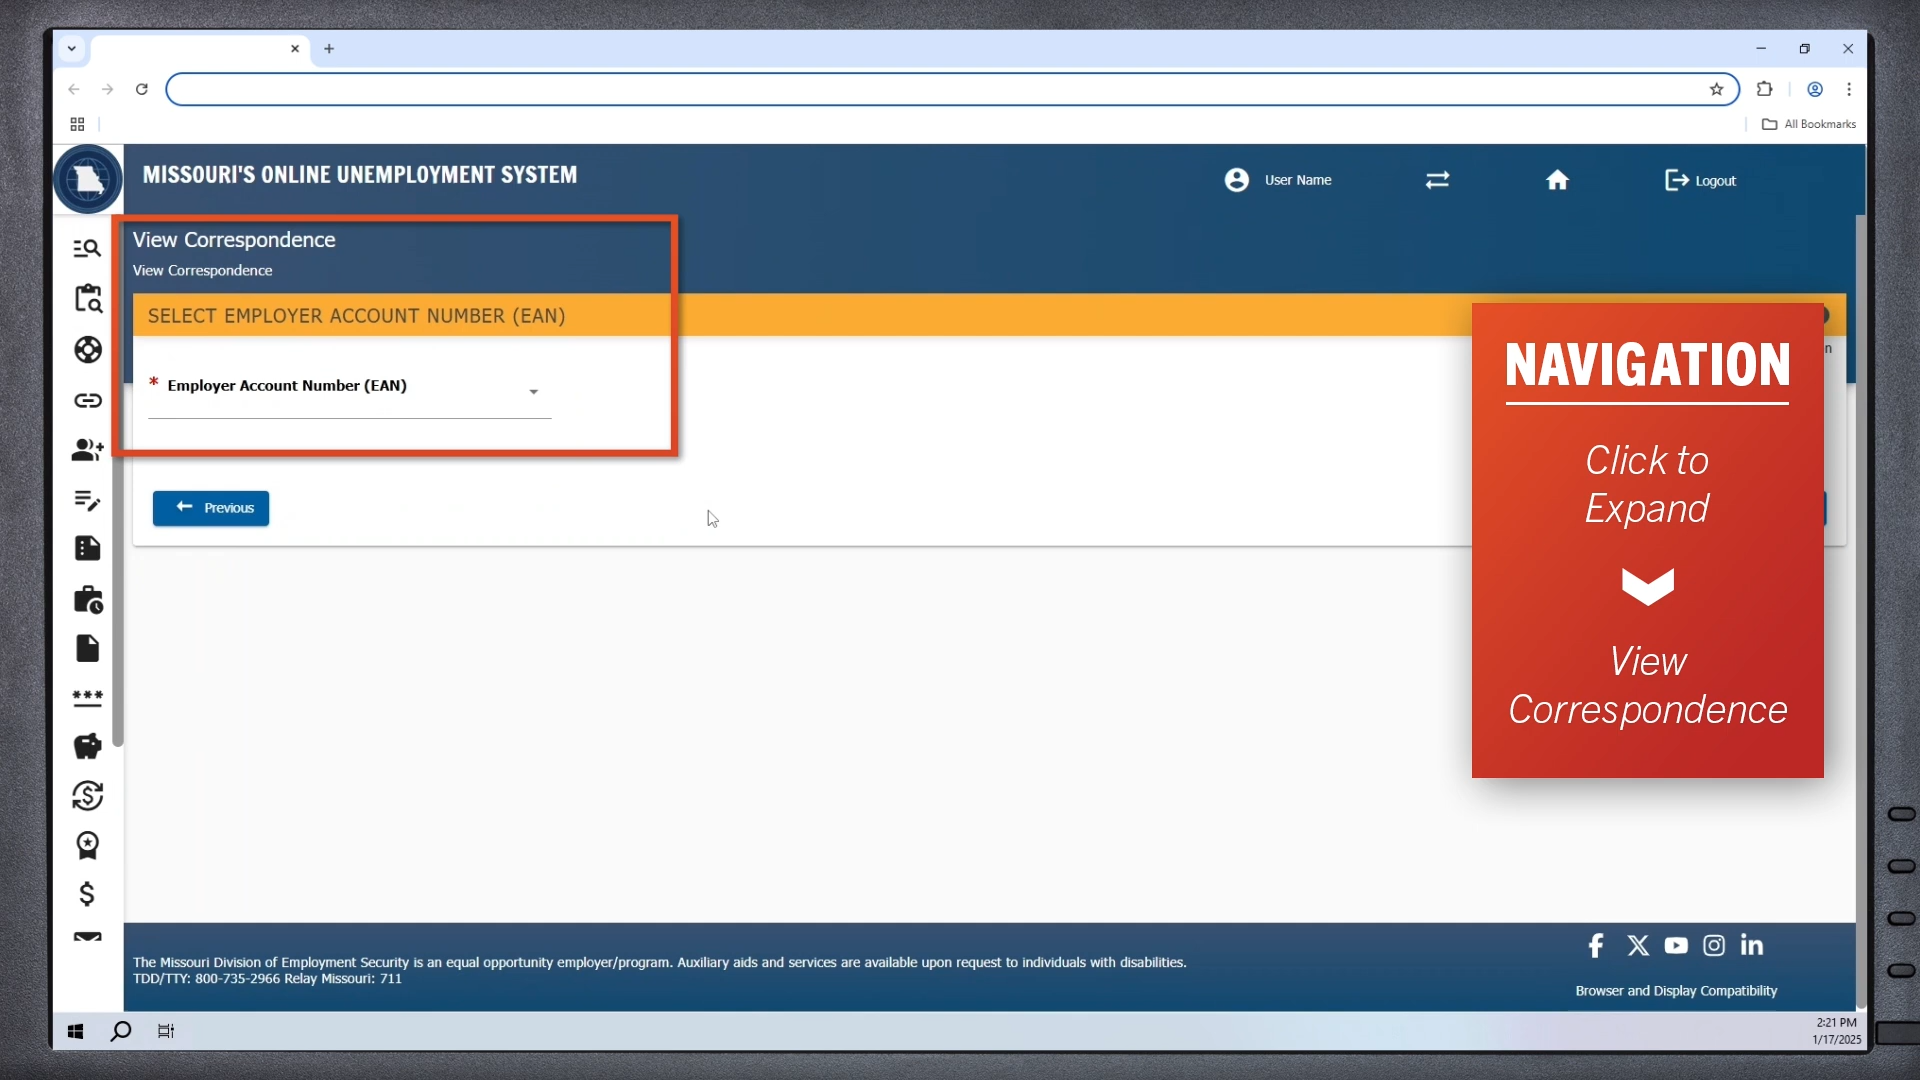 All Bookmarks
MISSOURI'S ONLINE UNEMPLOYMENT SYSTEM
User Name
Logout
View Correspondence
View Correspondence
SELECT EMPLOYER ACCOUNT NUMBER (EAN)
* Employer Account Number (EAN)
Previous
NAVIGATION
Click to
Expand
View
Correspondence
The Missouri Division of Employment Security is an equal opportunity employer/program. Auxiliary aids and services are available upon request to individuals with disabilities.
TDD/TTY: 800-735-2966 Relay Missouri: 711
Browser and Display Compatibility
2:21 PM
1/17/2025